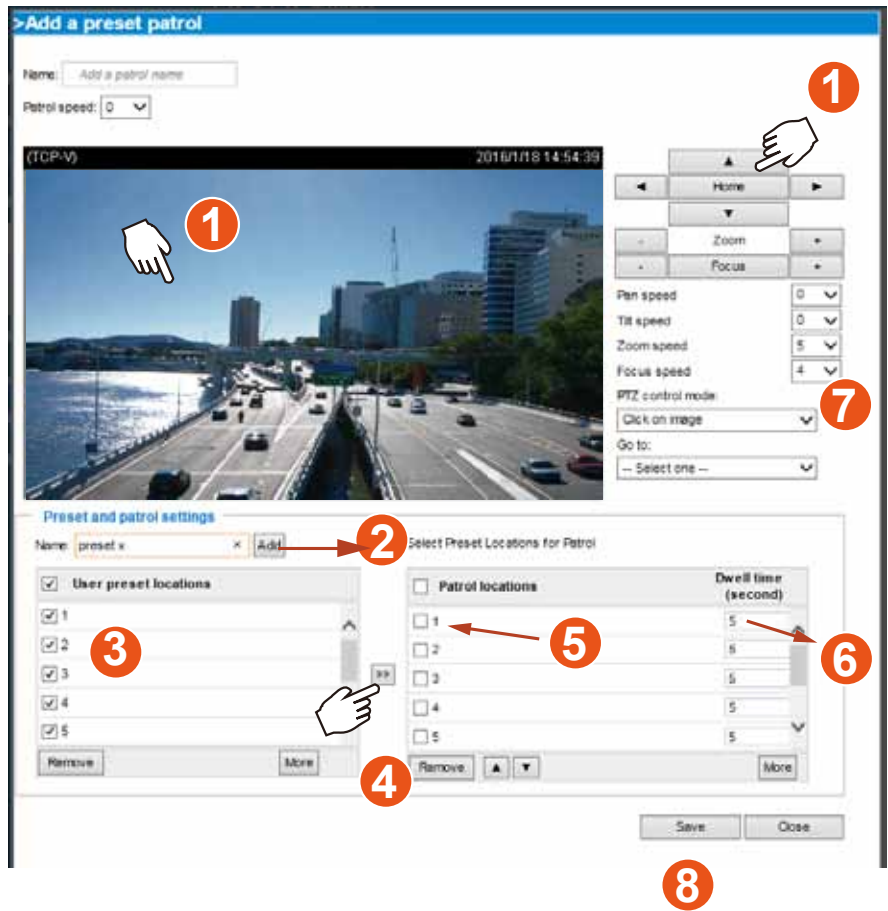 >Add a preset patrol
Name: Add a patrol name
Patrol speed: 0
1
(TCP-V) 2016/1/18 14:54:39
1
▲
◄ Home ►
▼
- Zoom +
- Focus +
Pan speed 0
Tilt speed 0
Zoom speed 5
Focus speed 4
PTZ control mode:
7
Click on image
Go to:
-- Select one --
Preset and patrol settings
Name: preset x × Add
2
Select Preset Locations for Patrol
User preset locations
1
2
3
4
5
3
Remove More
>>
4
Patrol locations Dwell time (second)
1 5
2 5
3 5
4 5
5 5
5
6
Remove ▲ ▼ More
Save Close
8